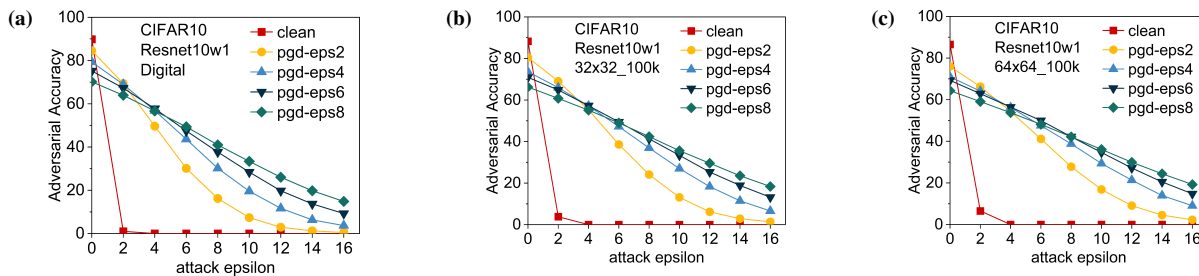 (a)
Adversarial Accuracy
100
80
60
40
20
0
CIFAR10
Resnet10w1
Digital
clean
pgd-eps2
pgd-eps4
pgd-eps6
pgd-eps8
0 2 4 6 8 10 12 14 16
attack epsilon
(b)
Adversarial Accuracy
100
80
60
40
20
0
CIFAR10
Resnet10w1
32x32_100k
clean
pgd-eps2
pgd-eps4
pgd-eps6
pgd-eps8
0 2 4 6 8 10 12 14 16
attack epsilon
(c)
Adversarial Accuracy
100
80
60
40
20
0
CIFAR10
Resnet10w1
64x64_100k
clean
pgd-eps2
pgd-eps4
pgd-eps6
pgd-eps8
0 2 4 6 8 10 12 14 16
attack epsilon